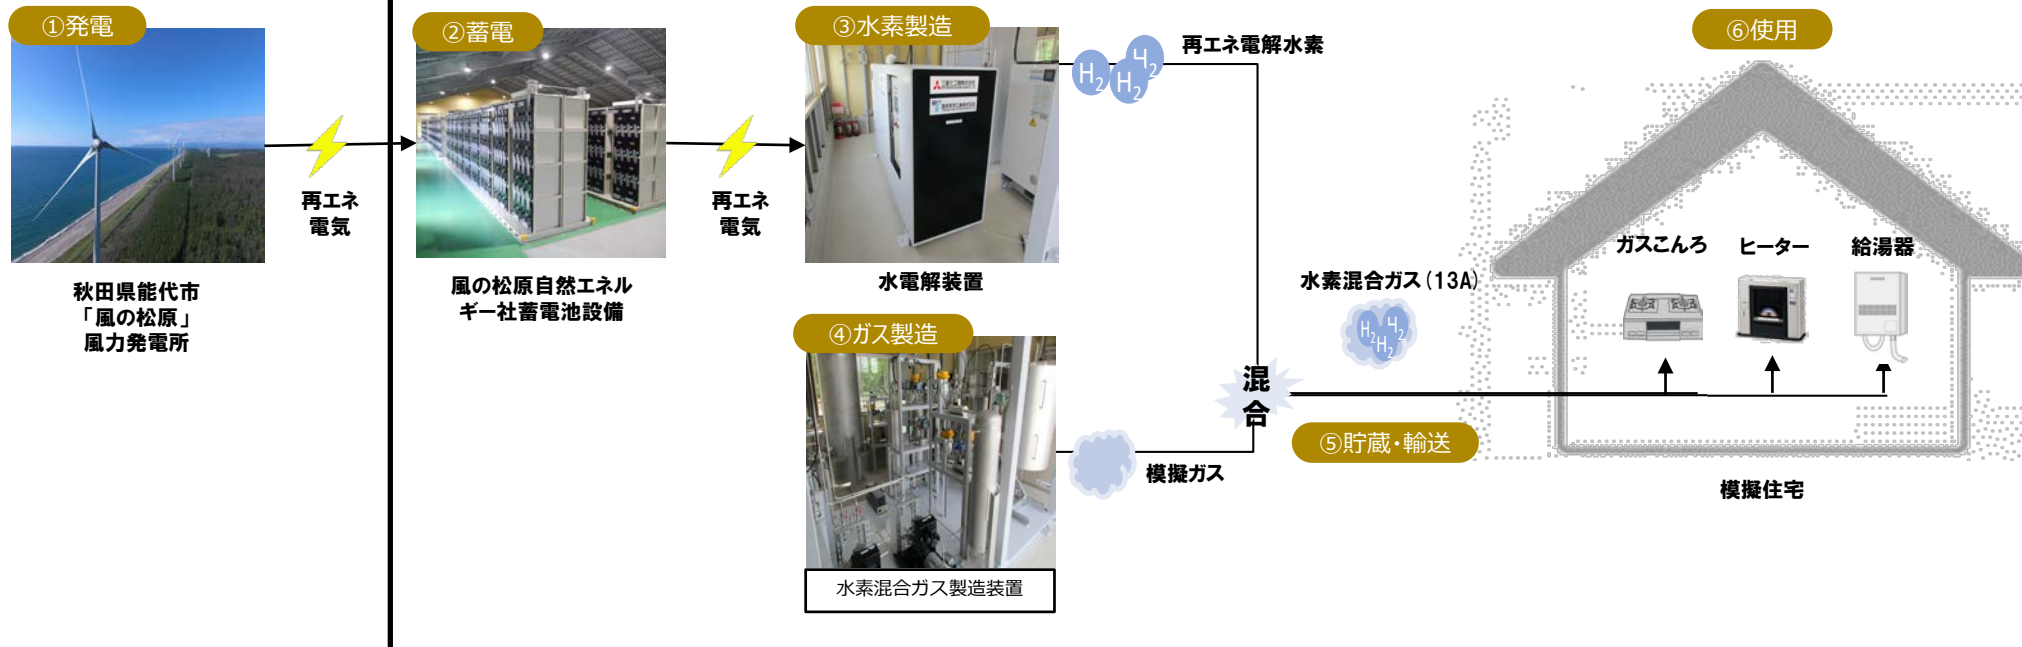 ①発電
再エネ
電気
秋田県能代市
「風の松原」
風力発電所
②蓄電
再エネ
電気
風の松原自然エネル
ギー社蓄電池設備
③水素製造
水電解装置
④ガス製造
水素混合ガス製造装置
H2
H2
H2
再エネ電解水素
模擬ガス
混
合
水素混合ガス(13A)
H2
H2
H2
⑤貯蔵・輸送
⑥使用
ガスこんろ
ヒーター
給湯器
模擬住宅